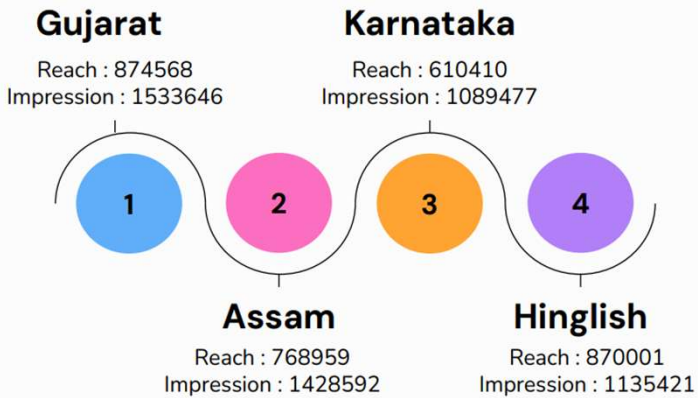 Gujarat
Reach : 874568
Impression : 1533646
Karnataka
Reach : 610410
Impression : 1089477
1
2
3
4
Assam
Reach : 768959
Impression : 1428592
Hinglish
Reach : 870001
Impression : 1135421